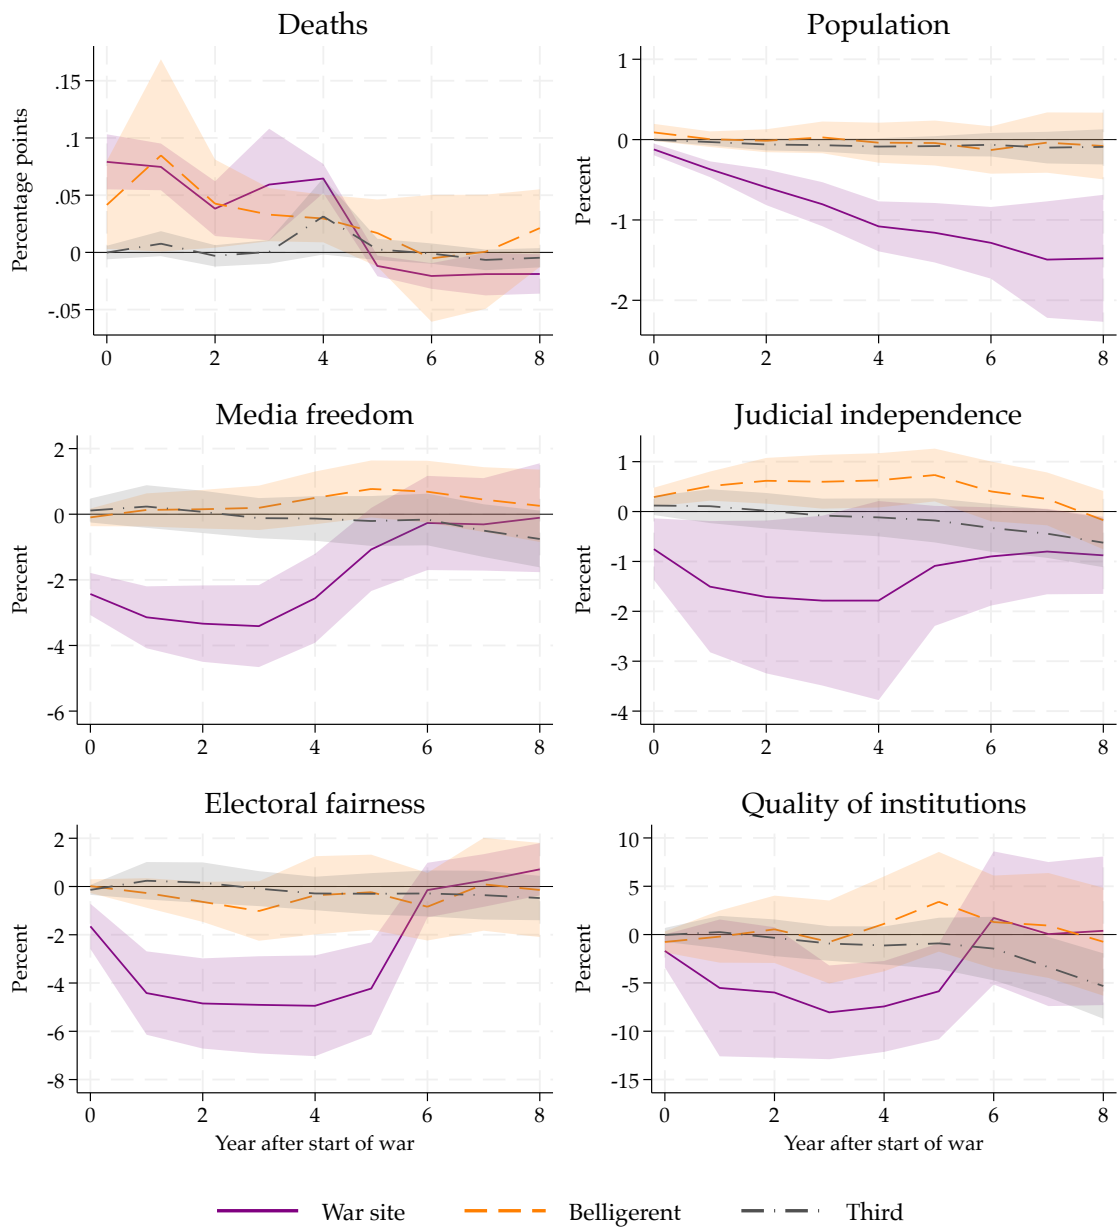 Deaths
Percentage points
.15
.1
.05
0
-.05
0 2 4 6 8
Population
Percent
1
0
-1
-2
0 2 4 6 8
Media freedom
Percent
2
0
-2
-4
-6
0 2 4 6 8
Judicial independence
Percent
1
0
-1
-2
-3
-4
0 2 4 6 8
Electoral fairness
Percent
2
0
-2
-4
-6
-8
0 2 4 6 8
Year after start of war
Quality of institutions
Percent
10
5
0
-5
-10
-15
0 2 4 6 8
Year after start of war
War site Belligerent Third